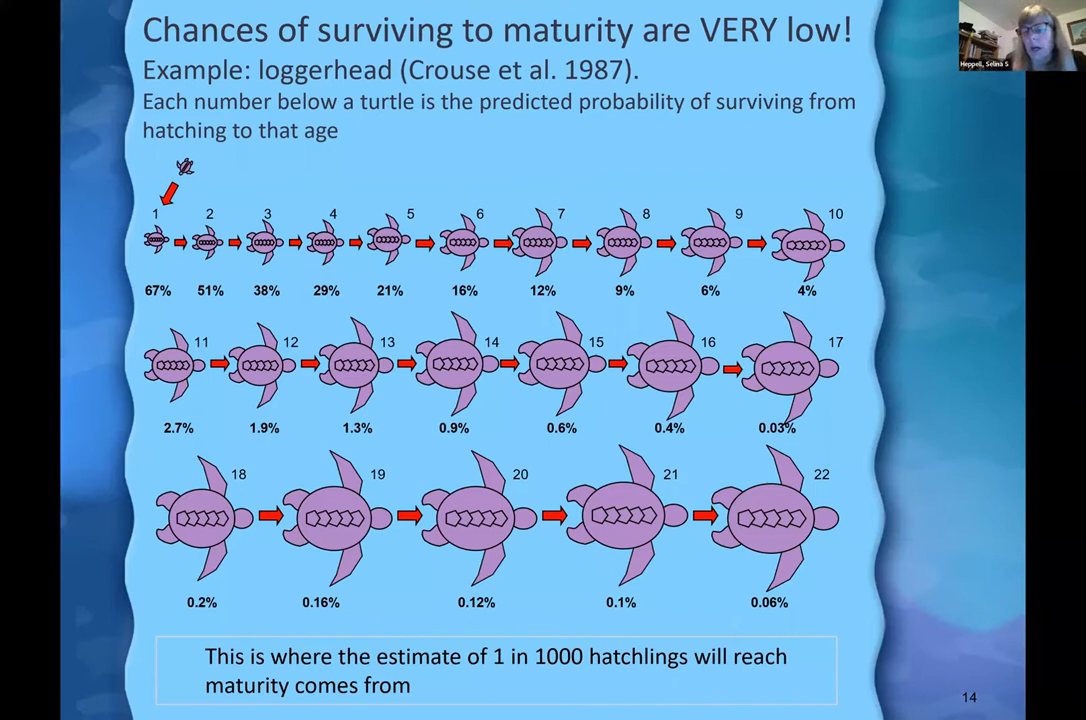 Chances of surviving to maturity are VERY low!
Example: loggerhead (Crouse et al. 1987).
Each number below a turtle is the predicted probability of surviving from
hatching to that age
Heppell, Selina S
1 2 3 4 5 6 7 8 9 10
67% 51% 38% 29% 21% 16% 12% 9% 6% 4%
11 12 13 14 15 16 17
2.7% 1.9% 1.3% 0.9% 0.6% 0.4% 0.03%
18 19 20 21 22
0.2% 0.16% 0.12% 0.1% 0.06%
This is where the estimate of 1 in 1000 hatchlings will reach
maturity comes from
14